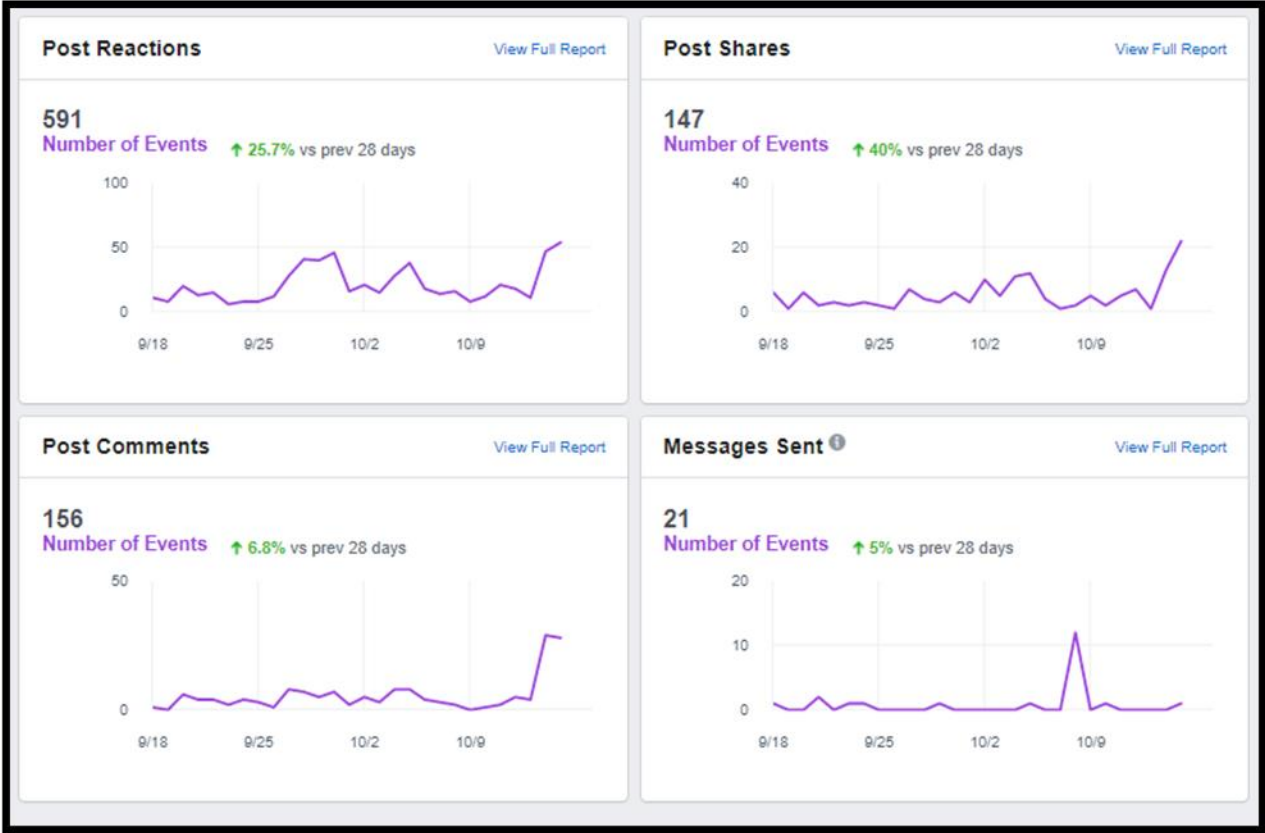 Post Reactions View Full Report
591
Number of Events ↑ 25.7% vs prev 28 days
100
50
0
9/18 9/25 10/2 10/9
Post Shares View Full Report
147
Number of Events ↑ 40% vs prev 28 days
40
20
0
9/18 9/25 10/2 10/9
Post Comments View Full Report
156
Number of Events ↑ 6.8% vs prev 28 days
50
0
9/18 9/25 10/2 10/9
Messages Sent i View Full Report
21
Number of Events ↑ 5% vs prev 28 days
20
10
0
9/18 9/25 10/2 10/9